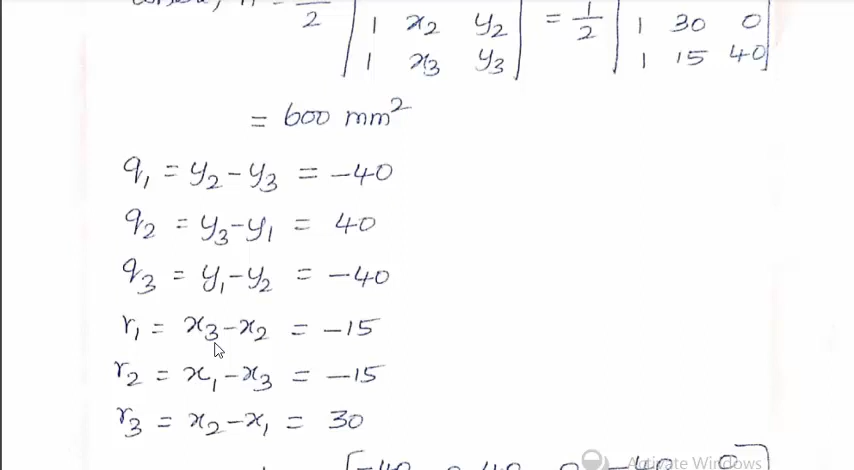 2 | 1 x₂ y₂ | = 1/2 | 1 30 0 |
| 1 x₃ y₃ | | 1 15 40 |
= 600 mm²
q₁ = y₂-y₃ = -40
q₂ = y₃-y₁ = 40
q₃ = y₁-y₂ = -40
r₁ = x₃-x₂ = -15
r₂ = x₁-x₃ = -15
r₃ = x₂-x₁ = 30
Activate Windows